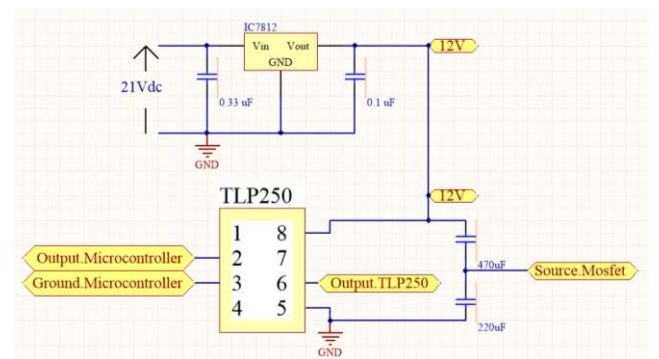 IC7812
Vin Vout
GND
12V
21Vdc
0.33 uF
0.1 uF
GND
TLP250
12V
1 8
2 7
3 6
4 5
Output.Microcontroller
Ground.Microcontroller
Output.TLP250
470uF
Source.Mosfet
220uF
GND